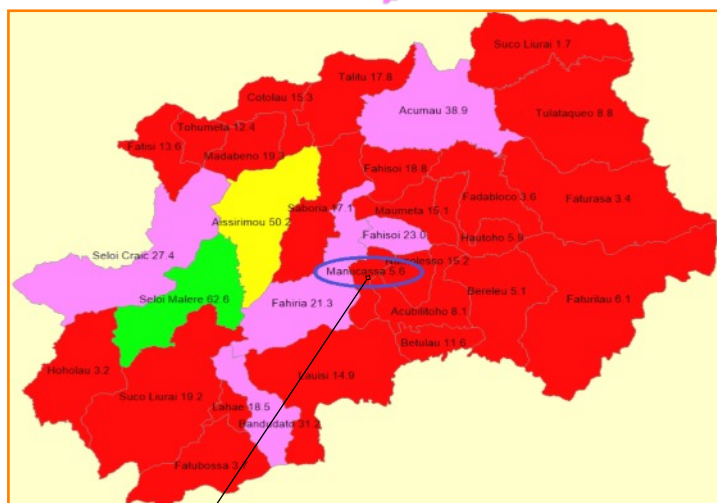 Suco Liurai 1.7
Talitu 17.8
Cotolau 15.3
Acumau 38.9
Tulataqueo 8.8
Tohumeta 12.4
Fatisi 13.6
Madabeno 19.3
Fahisoi 18.8
Fadabloco 3.6
Faturasa 3.4
Saboria 17.1
Maumeta 15.1
Aissirimou 50.2
Fahisoi 23.0
Hautoho 5.9
Seloi Craic 27.4
15.2
Manucassa 5.6
Bereleu 5.1
Seloi Malere 62.6
Fahiria 21.3
Faturilau 6.1
Acubilitoho 8.1
Betulau 11.6
Hoholau 3.2
Lauisi 14.9
Suco Liurai 19.2
Lahae 18.5
Bandudato 31.2
Fatubossa